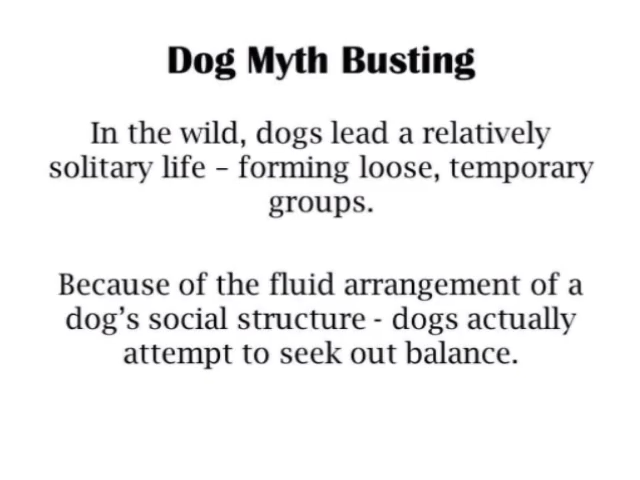 Dog Myth Busting
In the wild, dogs lead a relatively
solitary life – forming loose, temporary
groups.
Because of the fluid arrangement of a
dog’s social structure - dogs actually
attempt to seek out balance.